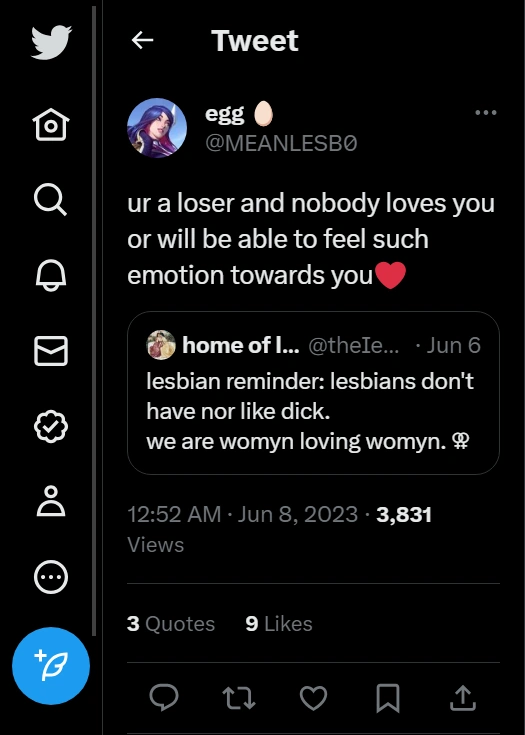 Tweet
egg 🥚
@MEANLESB0
ur a loser and nobody loves you
or will be able to feel such
emotion towards you❤️
home of l... @theIe... · Jun 6
lesbian reminder: lesbians don't
have nor like dick.
we are womyn loving womyn. ⚢
12:52 AM · Jun 8, 2023 · 3,831
Views
3 Quotes 9 Likes